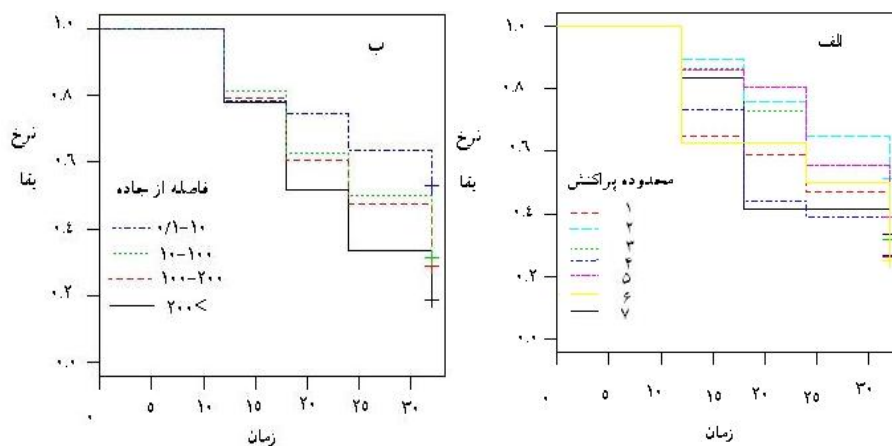 الف
نرخ
بقا
۱.۰
۰.۸
۰.۶
۰.۴
۰.۲
۰.۰
محدوده پراکنش
۱
۲
۳
۴
۵
۶
۷
۰ ۵ ۱۰ ۱۵ ۲۰ ۲۵ ۳۰
زمان
ب
نرخ
بقا
۱.۰
۰.۸
۰.۶
۰.۴
۰.۲
۰.۰
فاصله از جاده
۰/۱-۱۰
۱۰-۱۰۰
۱۰۰-۲۰۰
۲۰۰>
۰ ۵ ۱۰ ۱۵ ۲۰ ۲۵ ۳۰
زمان